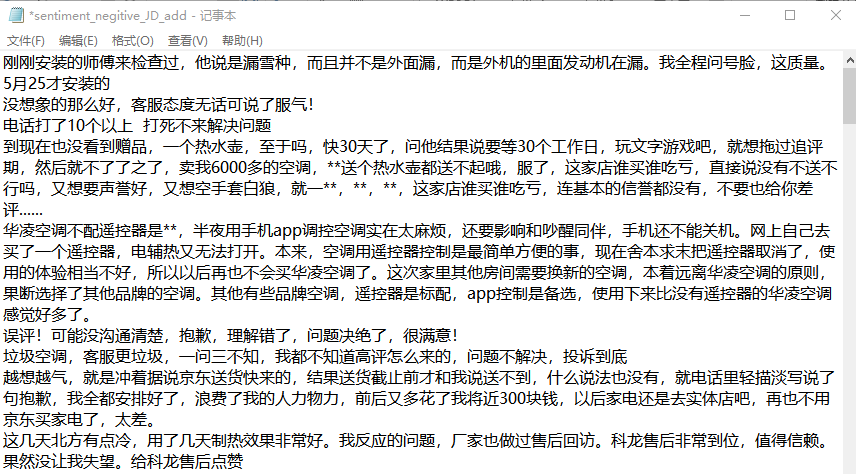 *sentiment_negitive_JD_add - 记事本
文件(F) 编辑(E) 格式(O) 查看(V) 帮助(H)
刚刚安装的师傅来检查过，他说是漏雪种，而且并不是外面漏，而是外机的里面发动机在漏。我全程问号脸，这质量。
5月25才安装的
没想象的那么好，客服态度无话可说了服气！
电话打了10个以上  打死不来解决问题
到现在也没看到赠品，一个热水壶，至于吗，快30天了，问他结果说要等30个工作日，玩文字游戏吧，就想拖过追评
期，然后就不了了之了，卖我6000多的空调，**送个热水壶都送不起哦，服了，这家店谁买谁吃亏，直接说没有不送不
行吗，又想要声誉好，又想空手套白狼，就一**，**，**，这家店谁买谁吃亏，连基本的信誉都没有，不要也给你差
评......
华凌空调不配遥控器是**，半夜用手机app调控空调实在太麻烦，还要影响和吵醒同伴，手机还不能关机。网上自己去
买了一个遥控器，电辅热又无法打开。本来，空调用遥控器控制是最简单方便的事，现在舍本求末把遥控器取消了，使
用的体验相当不好，所以以后再也不会买华凌空调了。这次家里其他房间需要换新的空调，本着远离华凌空调的原则，
果断选择了其他品牌的空调。其他有些品牌空调，遥控器是标配，app控制是备选，使用下来比没有遥控器的华凌空调
感觉好多了。
误评！可能没沟通清楚，抱歉，理解错了，问题决绝了，很满意！
垃圾空调，客服更垃圾，一问三不知，我都不知道高评怎么来的，问题不解决，投诉到底
越想越气，就是冲着据说京东送货快来的，结果送货截止前才和我说送不到，什么说法也没有，就电话里轻描淡写说了
句抱歉，我全都安排好了，浪费了我的人力物力，前后又多花了我将近300块钱，以后家电还是去实体店吧，再也不用
京东买家电了，太差。
这几天北方有点冷，用了几天制热效果非常好。我反应的问题，厂家也做过售后回访。科龙售后非常到位，值得信赖。
果然没让我失望。给科龙售后点赞